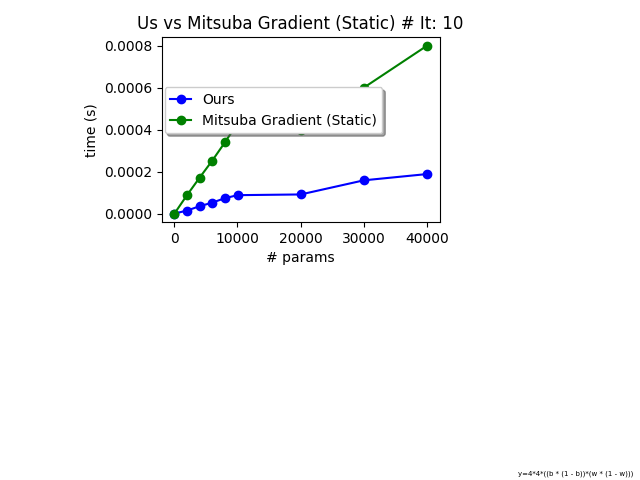 Us vs Mitsuba Gradient (Static) # It: 10
0.0008
0.0006
0.0004
0.0002
0.0000
time (s)
Ours
Mitsuba Gradient (Static)
0 10000 20000 30000 40000
# params
y=4*4*((b * (1 - b))*(w * (1 - w)))